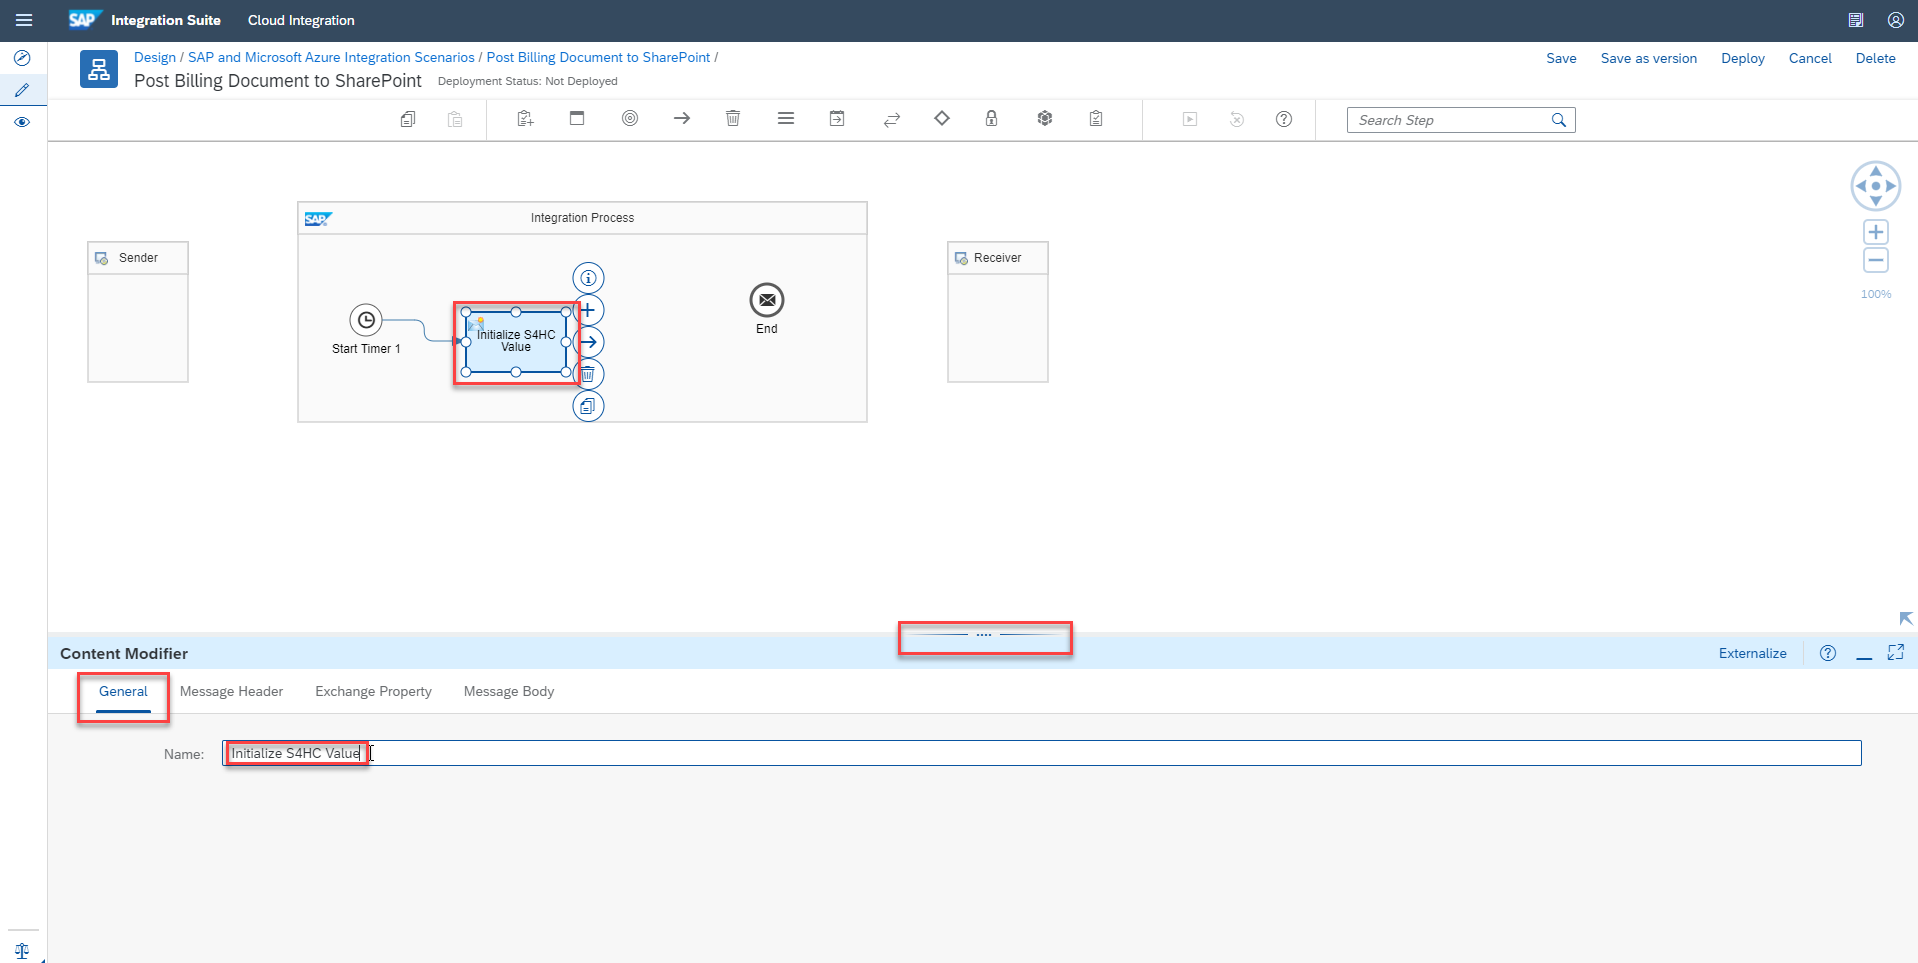 SAP Integration Suite Cloud Integration
Design / SAP and Microsoft Azure Integration Scenarios / Post Billing Document to SharePoint /
Post Billing Document to SharePoint Deployment Status: Not Deployed
Save Save as version Deploy Cancel Delete
Search Step
SAP Integration Process
Sender
Receiver
Start Timer 1
Initialize S4HC
Value
End
100%
Content Modifier
Externalize
General Message Header Exchange Property Message Body
Name: Initialize S4HC Value